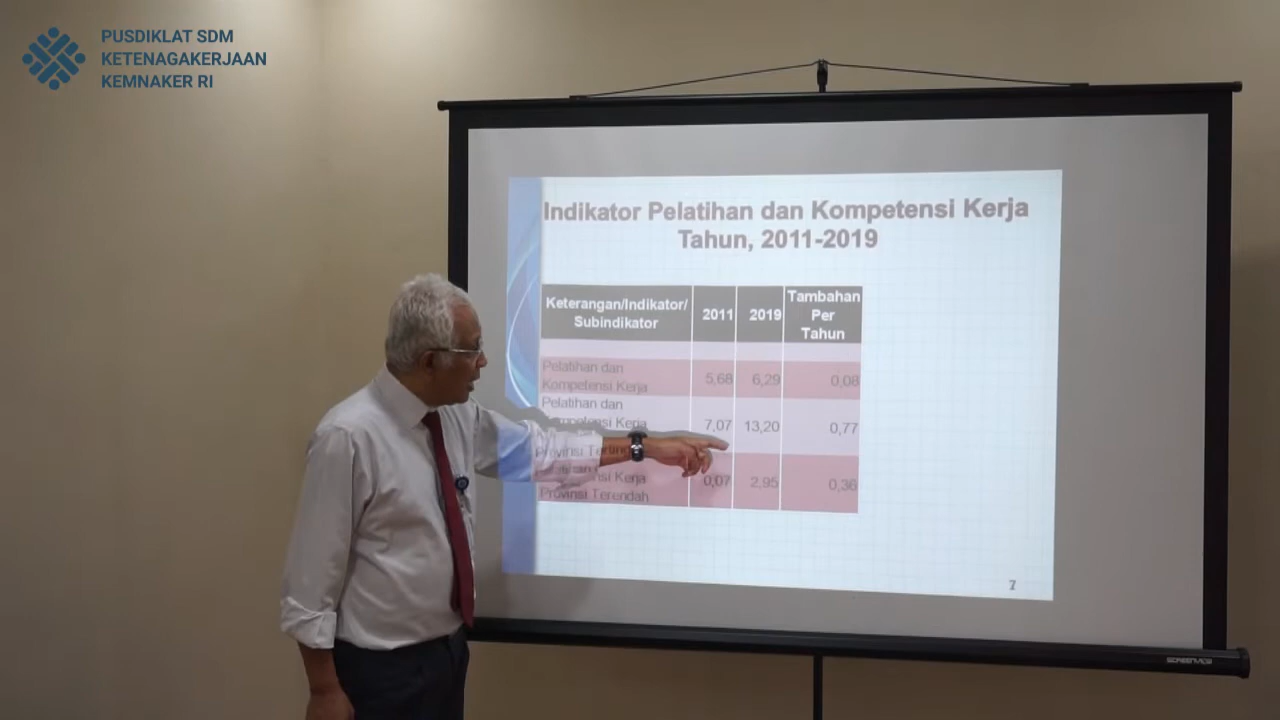 PUSDIKLAT SDM
KETENAGAKERJAAN
KEMNAKER RI
Indikator Pelatihan dan Kompetensi Kerja
Tahun, 2011-2019
Keterangan/Indikator/
Subindikator
2011
2019
Tambahan
Per
Tahun
Pelatihan dan
Kompetensi Kerja
5,68
6,29
0,08
Pelatihan dan
Kompetensi Kerja
7,07
13,20
0,77
Provinsi
Kerja
Provinsi Terendah
0,07
2,95
0,36
7
SCREENVIEW